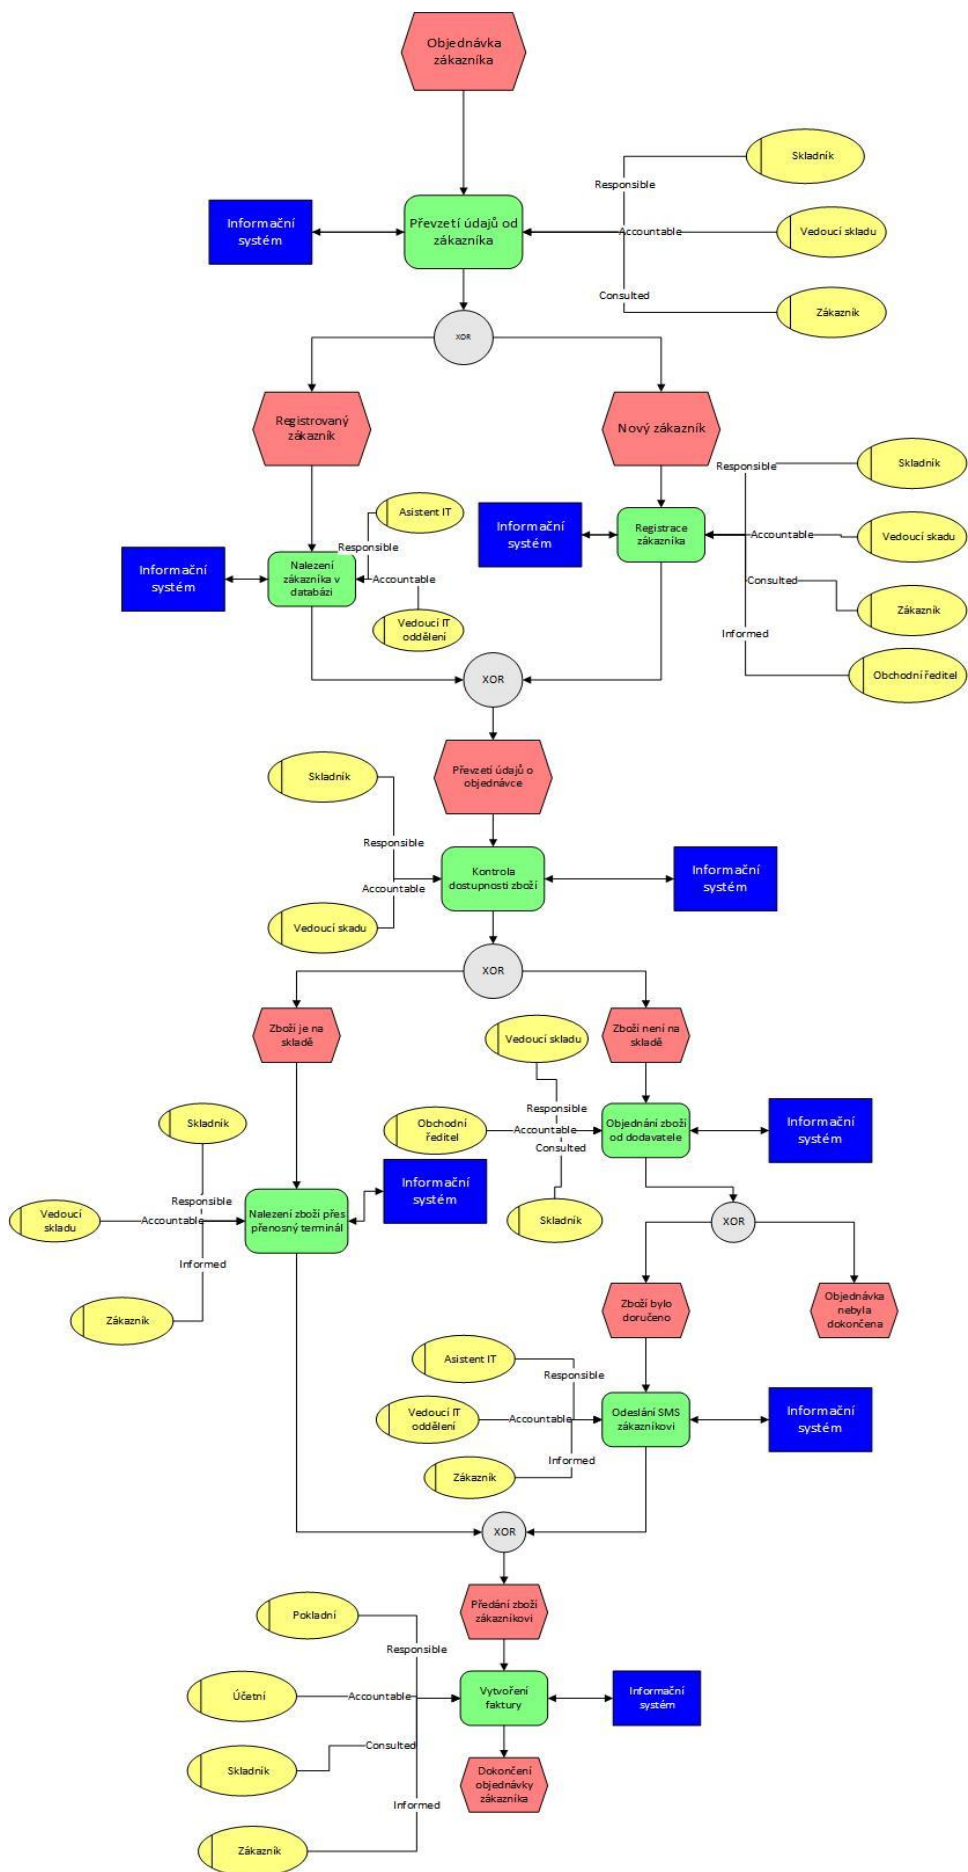 Objednávka
zákazníka
Skladník
Responsible
Informační
systém
Převzetí údajů od
zákazníka
Accountable
Vedoucí skladu
Consulted
Zákazník
XOR
Registrovaný
zákazník
Nový zákazník
Responsible
Skladník
Asistent IT
Informační
systém
Registrace
zákazníka
Accountable
Vedoucí skadu
Responsible
Informační
systém
Nalezení
zákazníka v
databázi
Accountable
Consulted
Zákazník
Vedoucí IT
oddělení
Informed
Obchodní ředitel
XOR
Skladník
Převzetí údajů o
objednávce
Responsible
Kontrola
dostupnosti zboží
Informační
systém
Accountable
Vedoucí skadu
XOR
Zboží je na
skladě
Vedoucí skladu
Zboží není na
skladě
Skladník
Responsible
Obchodní
ředitel
Accountable
Objednání zboží
od dodavatele
Informační
systém
Consulted
Informační
systém
Responsible
Vedoucí
skladu
Accountable
Nalezení zboží přes
přenosný terminál
Skladník
XOR
Informed
Zákazník
Zboží bylo
doručeno
Objednávka
nebyla
dokončena
Asistent IT
Responsible
Vedoucí IT
oddělení
Accountable
Odeslání SMS
zákazníkovi
Informační
systém
Informed
Zákazník
XOR
Pokladní
Předání zboží
zákazníkovi
Responsible
Účetní
Accountable
Vytvoření
faktury
Informační
systém
Consulted
Skladník
Dokončení
objednávky
zákazníka
Informed
Zákazník